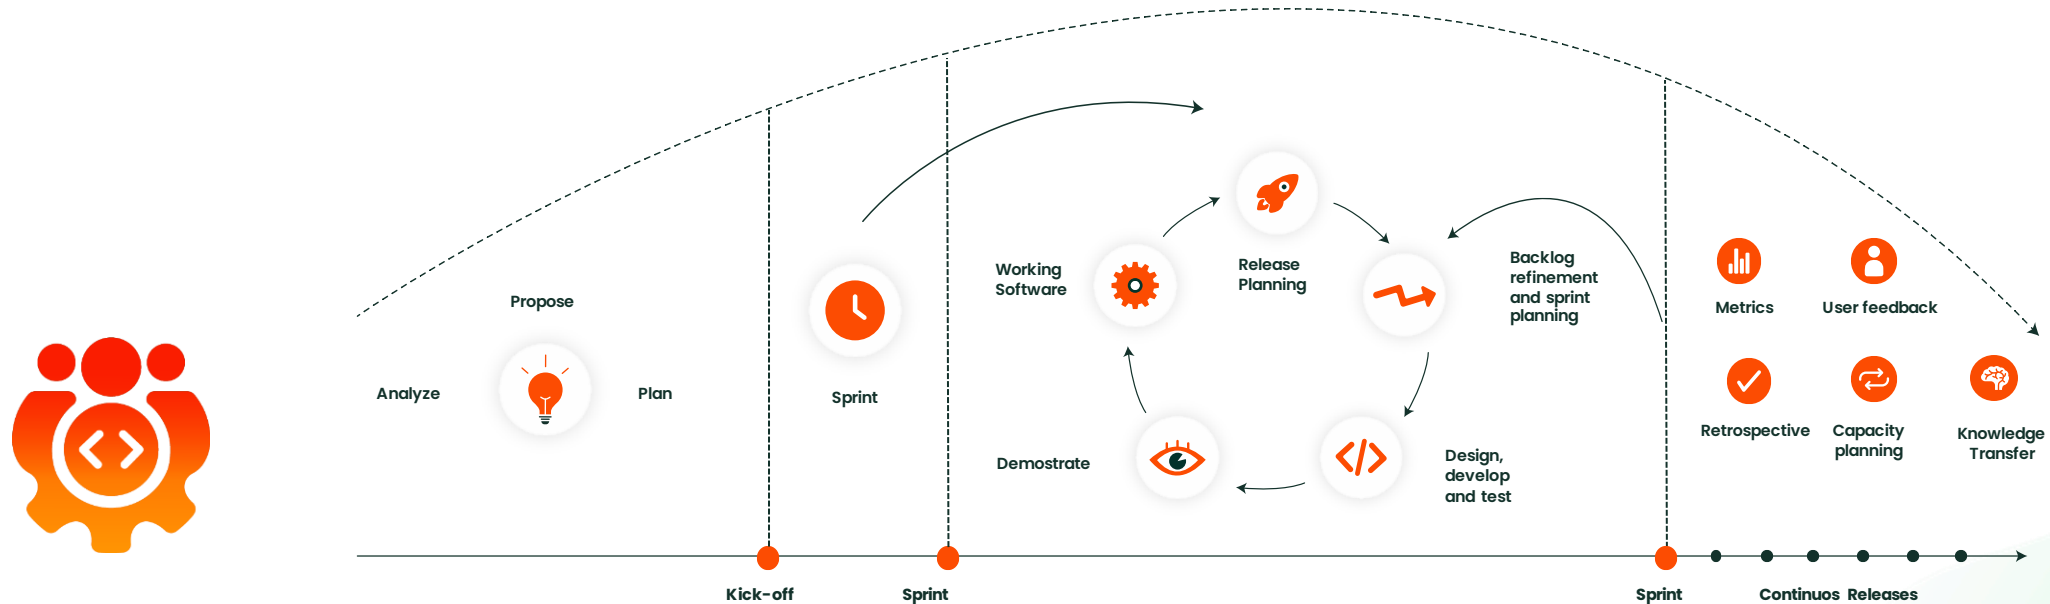 Propose
Analyze
Plan
Sprint
Working
Software
Release
Planning
Backlog
refinement
and sprint
planning
Demostrate
Design,
develop
and test
Metrics
User feedback
Retrospective
Capacity
planning
Knowledge
Transfer
Kick-off
Sprint
Sprint
Continuos Releases